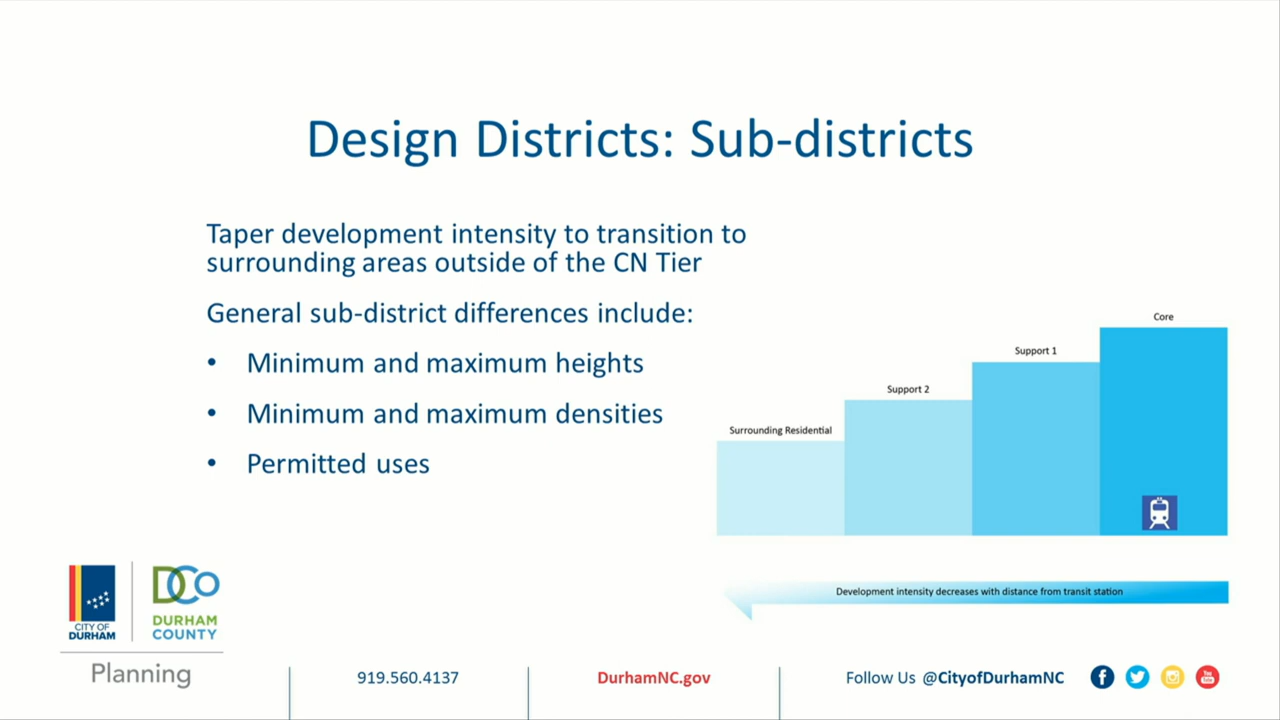 Design Districts: Sub-districts
Taper development intensity to transition to
surrounding areas outside of the CN Tier
General sub-district differences include:
• Minimum and maximum heights
• Minimum and maximum densities
• Permitted uses
Core
Support 1
Support 2
Surrounding Residential
Development intensity decreases with distance from transit station
CITY OF
DURHAM
DCO
DURHAM
COUNTY
Planning
919.560.4137
DurhamNC.gov
Follow Us @CityofDurhamNC
You
Tube